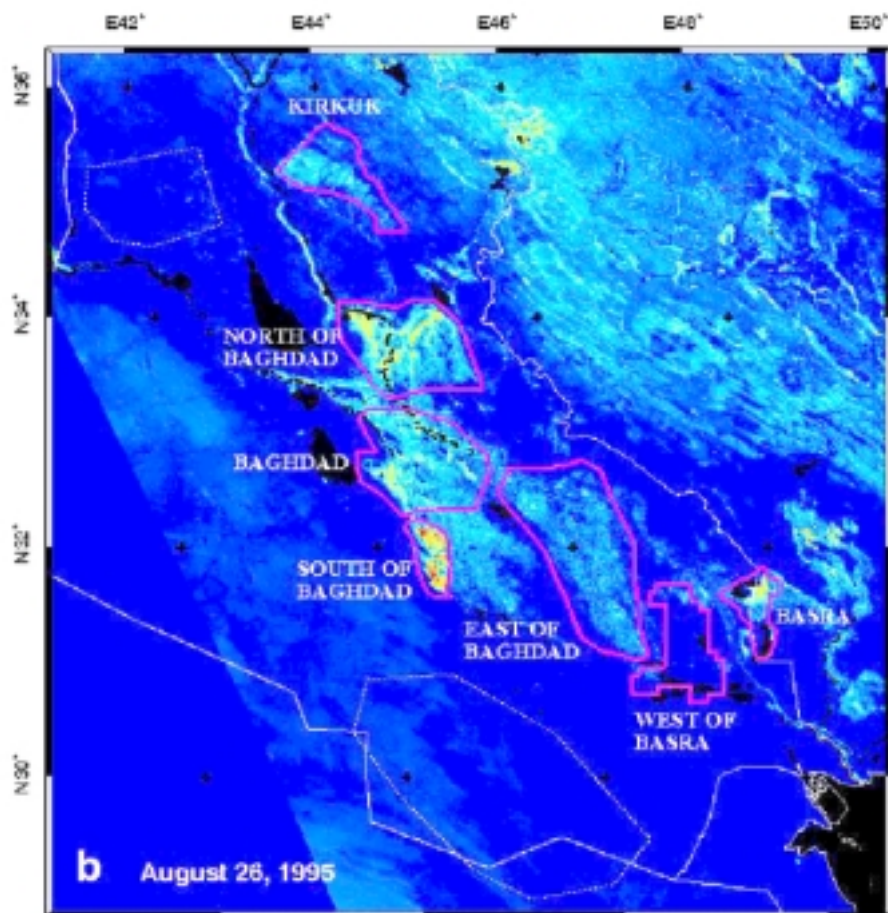 E42° E44° E46° E48° E50°
N36°
KIRKUK
N34°
NORTH OF
BAGHDAD
BAGHDAD
N32°
SOUTH OF
BAGHDAD
EAST OF
BAGHDAD
BASRA
WEST OF
BASRA
N30°
b August 26, 1995